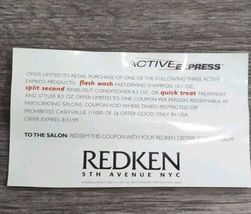 ACTIVE EXPRESS
OFFER LIMITED TO RETAIL PURCHASE OF ONE OF THE FOLLOWING THREE ACTIVE
EXPRESS PRODUCTS: flash wash FAST DRYING SHAMPOO 10.1 OZ.,
split second RINSE OUT CONDITIONER 8.5 OZ. OR quick treat TREATMENT
AND STYLER 8.5 OZ. OFFER LIMITED TO ONE COUPON PER PERSON REDEEMABLE AT
PARTICIPATING SALONS. COUPON VOID WHERE TAXED, RESTRICTED OR
PROHIBITED. CASH VALUE 1/1000 OF 1¢. OFFER GOOD ONLY IN USA.
OFFER EXPIRES 8/31/99
TO THE SALON: REDEEM THIS COUPON WITH YOUR REDKEN
REDKEN
5TH AVENUE NYC